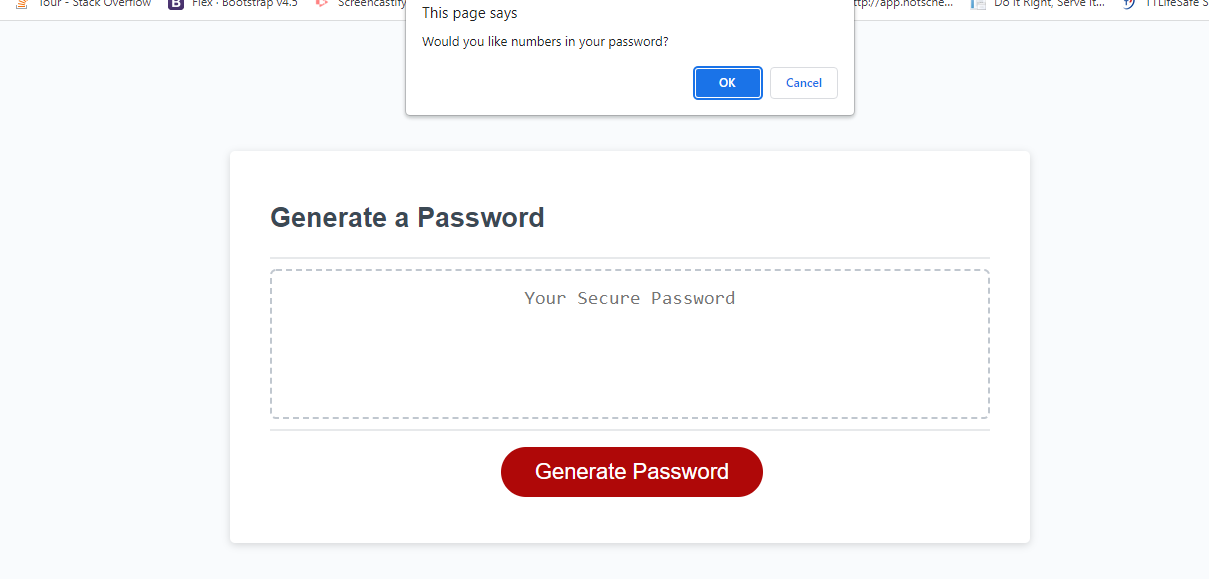 Tour - Stack Overflow B Flex · Bootstrap v4.5 Screencastify ttp://app.hotsche... Do It Right, Serve It... TTLifeSafe S
This page says
Would you like numbers in your password?
OK Cancel
Generate a Password
Your Secure Password
Generate Password